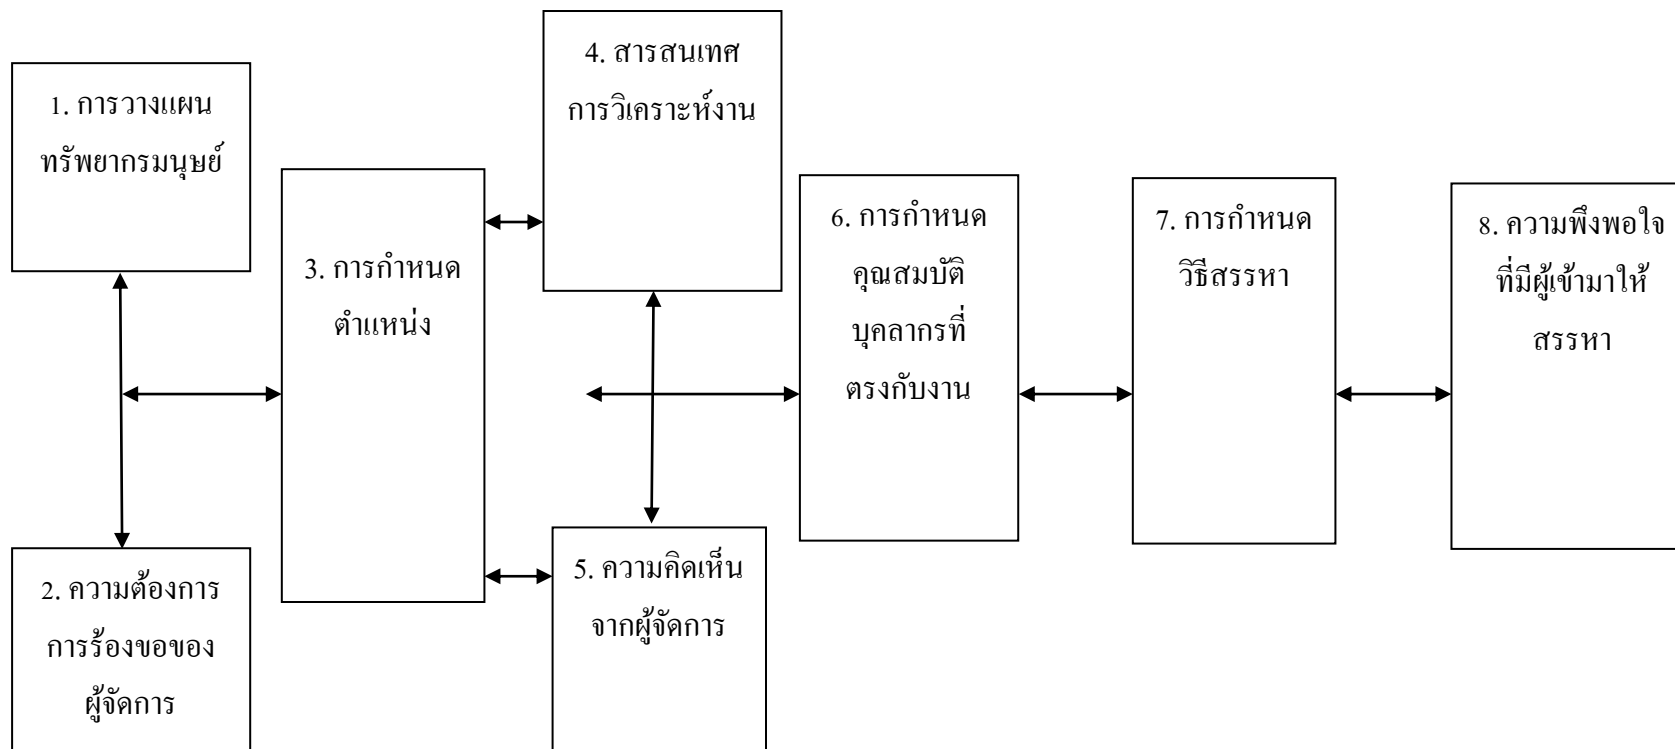 1. การวางแผน
ทรัพยากรมนุษย์
2. ความต้องการ
การร้องขอของ
ผู้จัดการ
3. การกำหนด
ตำแหน่ง
4. สารสนเทศ
การวิเคราะห์งาน
5. ความคิดเห็น
จากผู้จัดการ
6. การกำหนด
คุณสมบัติ
บุคลากรที่
ตรงกับงาน
7. การกำหนด
วิธีสรรหา
8. ความพึงพอใจ
ที่มีผู้เข้ามาให้
สรรหา